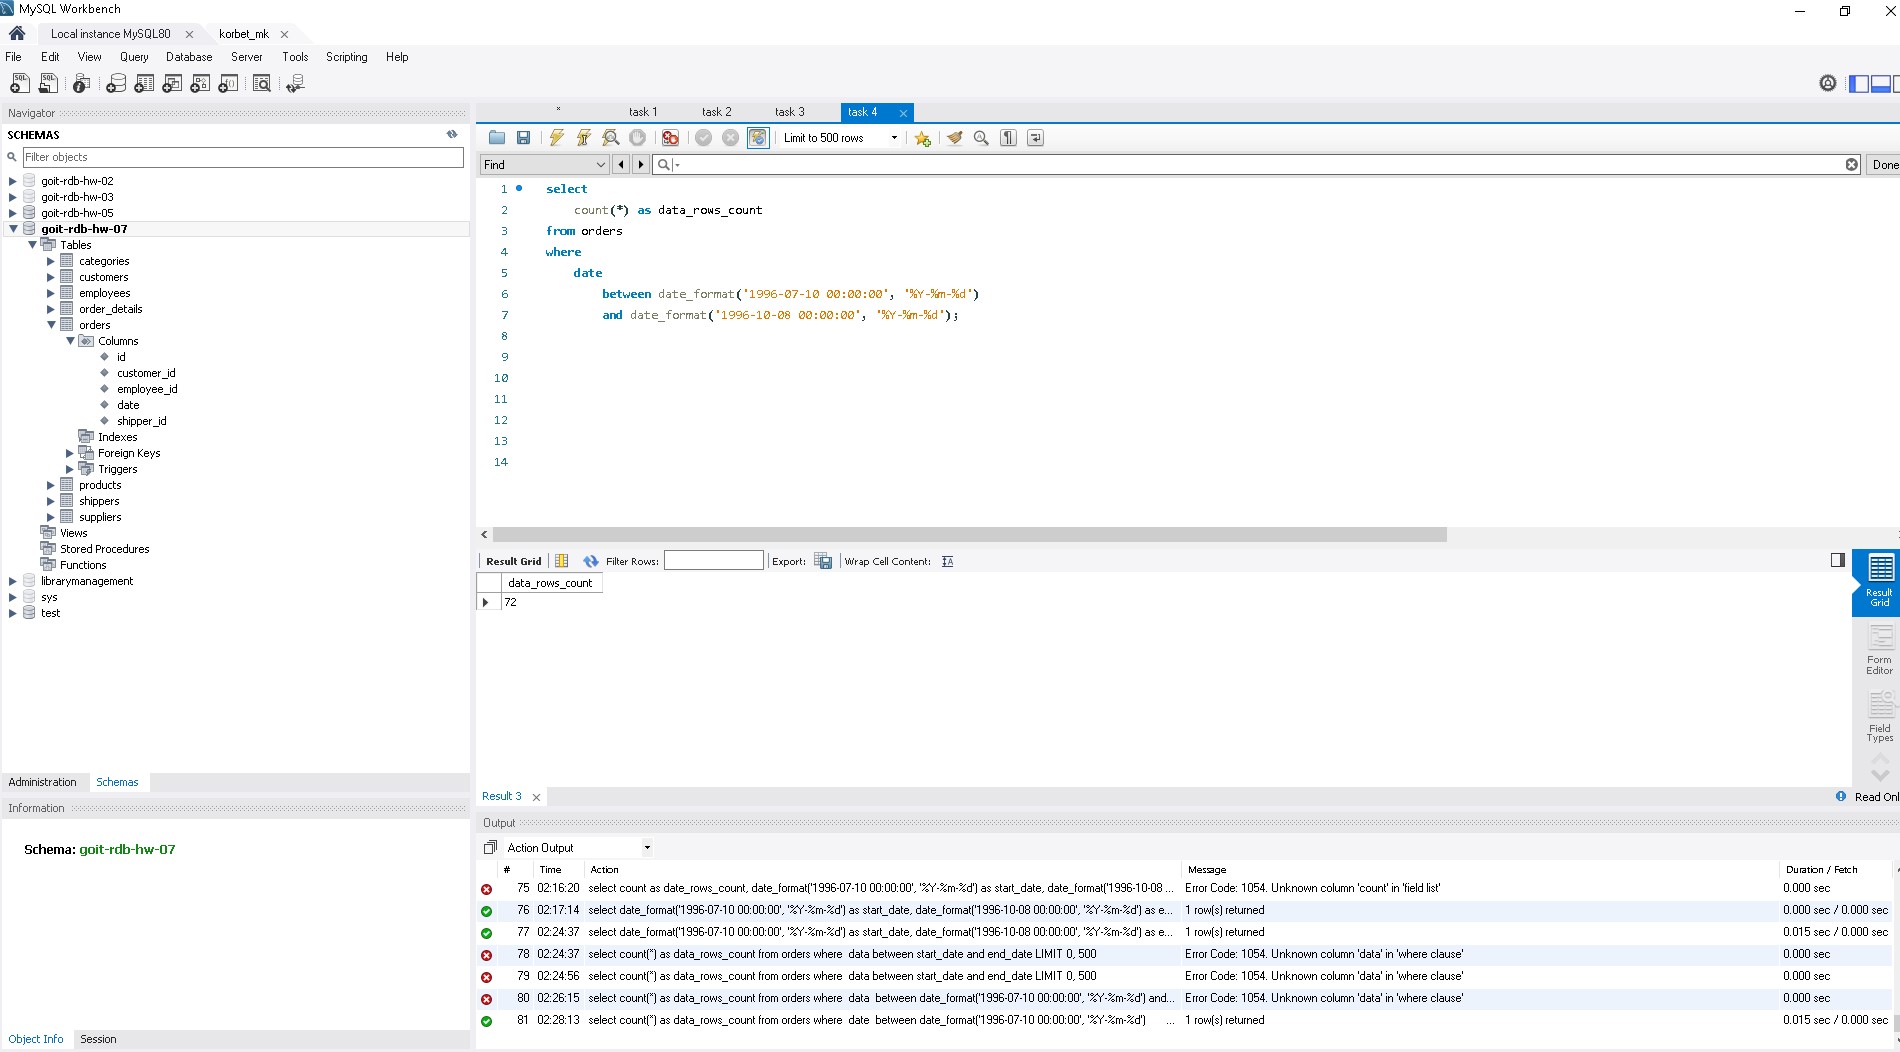 MySQL Workbench
Local instance MySQL80
korbet_mk
File Edit View Query Database Server Tools Scripting Help
Navigator
SCHEMAS
Filter objects
goit-rdb-hw-02
goit-rdb-hw-03
goit-rdb-hw-05
goit-rdb-hw-07
Tables
categories
customers
employees
order_details
orders
Columns
id
customer_id
employee_id
date
shipper_id
Indexes
Foreign Keys
Triggers
products
shippers
suppliers
Views
Stored Procedures
Functions
librarymanagement
sys
test
Administration Schemas
Information
Schema: goit-rdb-hw-07
Object Info Session
* task 1 task 2 task 3 task 4
Limit to 500 rows
Find Done
1 select
2 count(*) as data_rows_count
3 from orders
4 where
5 date
6 between date_format('1996-07-10 00:00:00', '%Y-%m-%d')
7 and date_format('1996-10-08 00:00:00', '%Y-%m-%d');
8
9
10
11
12
13
14
Result Grid Filter Rows: Export: Wrap Cell Content:
data_rows_count
72
Result Grid
Form Editor
Field Types
Result 3 Read Onl
Output
Action Output
# Time Action Message Duration / Fetch
75 02:16:20 select count as date_rows_count, date_format('1996-07-10 00:00:00', '%Y-%m-%d') as start_date, date_format('1996-10-08 ... Error Code: 1054. Unknown column 'count' in 'field list' 0.000 sec
76 02:17:14 select date_format('1996-07-10 00:00:00', '%Y-%m-%d') as start_date, date_format('1996-10-08 00:00:00', '%Y-%m-%d') as e... 1 row(s) returned 0.000 sec / 0.000 sec
77 02:24:37 select date_format('1996-07-10 00:00:00', '%Y-%m-%d') as start_date, date_format('1996-10-08 00:00:00', '%Y-%m-%d') as e... 1 row(s) returned 0.015 sec / 0.000 sec
78 02:24:37 select count(*) as data_rows_count from orders where data between start_date and end_date LIMIT 0, 500 Error Code: 1054. Unknown column 'data' in 'where clause' 0.000 sec
79 02:24:56 select count(*) as data_rows_count from orders where data between start_date and end_date LIMIT 0, 500 Error Code: 1054. Unknown column 'data' in 'where clause' 0.000 sec
80 02:26:15 select count(*) as data_rows_count from orders where data between date_format('1996-07-10 00:00:00', '%Y-%m-%d') and... Error Code: 1054. Unknown column 'data' in 'where clause' 0.000 sec
81 02:28:13 select count(*) as data_rows_count from orders where date between date_format('1996-07-10 00:00:00', '%Y-%m-%d') ... 1 row(s) returned 0.015 sec / 0.000 sec